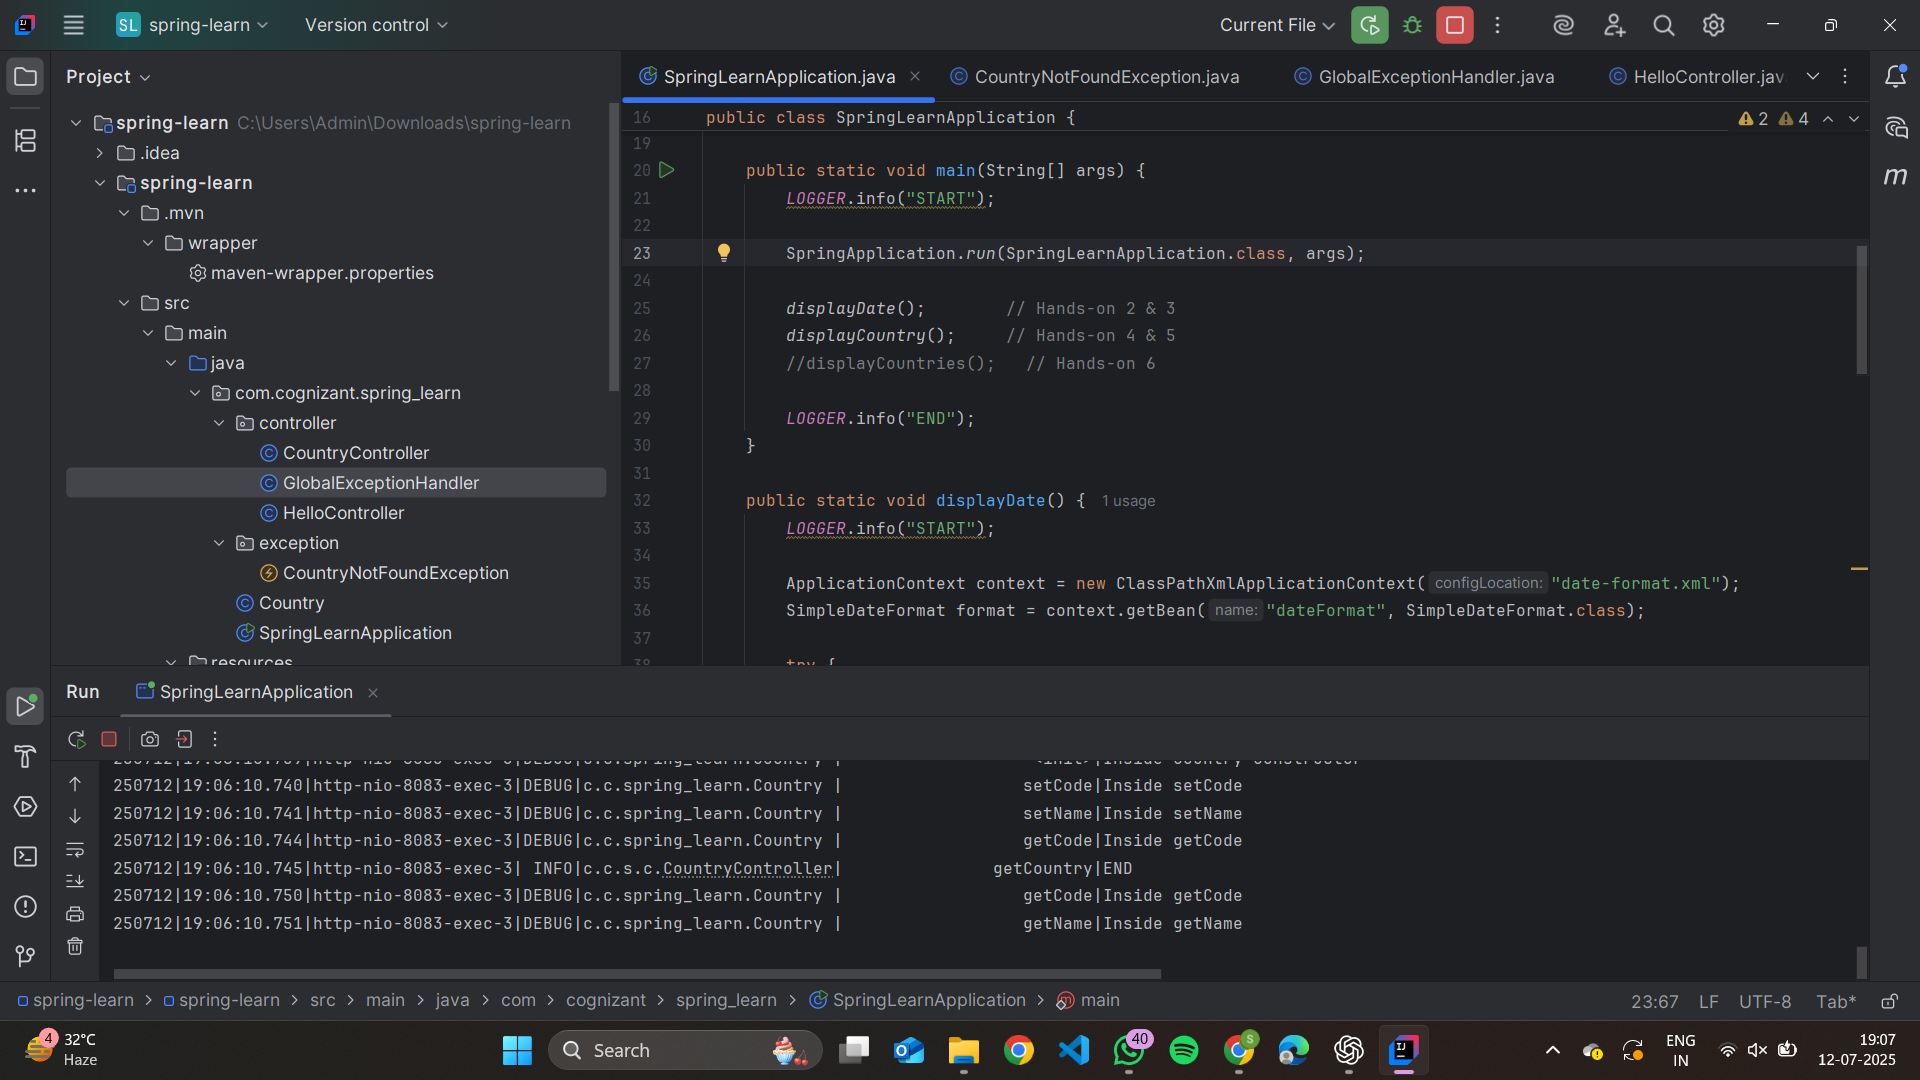 SL spring-learn Version control Current File
Project
SpringLearnApplication.java CountryNotFoundException.java GlobalExceptionHandler.java HelloController.jav
spring-learn C:\Users\Admin\Downloads\spring-learn
.idea
spring-learn
.mvn
wrapper
maven-wrapper.properties
src
main
java
com.cognizant.spring_learn
controller
CountryController
GlobalExceptionHandler
HelloController
exception
CountryNotFoundException
Country
SpringLearnApplication
resources
16 public class SpringLearnApplication { 2 4
19
20 public static void main(String[] args) {
21 LOGGER.info("START");
22
23 SpringApplication.run(SpringLearnApplication.class, args);
24
25 displayDate(); // Hands-on 2 & 3
26 displayCountry(); // Hands-on 4 & 5
27 //displayCountries(); // Hands-on 6
28
29 LOGGER.info("END");
30 }
31
32 public static void displayDate() { 1 usage
33 LOGGER.info("START");
34
35 ApplicationContext context = new ClassPathXmlApplicationContext( configLocation: "date-format.xml");
36 SimpleDateFormat format = context.getBean( name: "dateFormat", SimpleDateFormat.class);
37
38 try {
Run SpringLearnApplication
250712|19:06:10.740|http-nio-8083-exec-3|DEBUG|c.c.spring_learn.Country | setCode|Inside setCode
250712|19:06:10.741|http-nio-8083-exec-3|DEBUG|c.c.spring_learn.Country | setName|Inside setName
250712|19:06:10.744|http-nio-8083-exec-3|DEBUG|c.c.spring_learn.Country | getCode|Inside getCode
250712|19:06:10.745|http-nio-8083-exec-3| INFO|c.c.s.c.CountryController| getCountry|END
250712|19:06:10.750|http-nio-8083-exec-3|DEBUG|c.c.spring_learn.Country | getCode|Inside getCode
250712|19:06:10.751|http-nio-8083-exec-3|DEBUG|c.c.spring_learn.Country | getName|Inside getName
spring-learn > spring-learn > src > main > java > com > cognizant > spring_learn > SpringLearnApplication > main 23:67 LF UTF-8 Tab*
4 32°C
Haze
Search
40
S
ENG
IN
19:07
12-07-2025